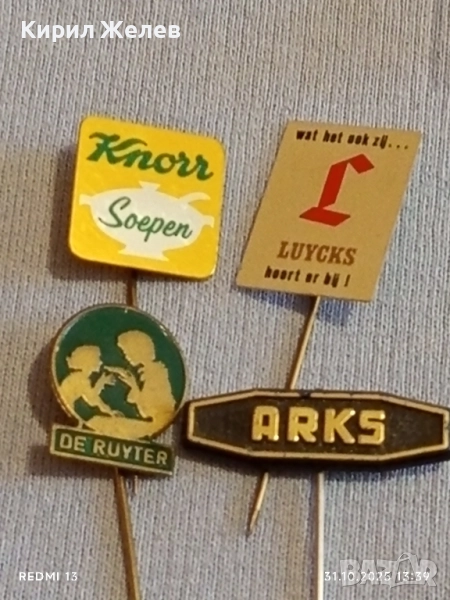 Кирил Желев
Knorr
Soepen
wat het ook zij...
L
LUYCKS
hoort er bij !
DE RUYTER
ARKS
REDMI 13
31.10.2025 13:39
BAZAR